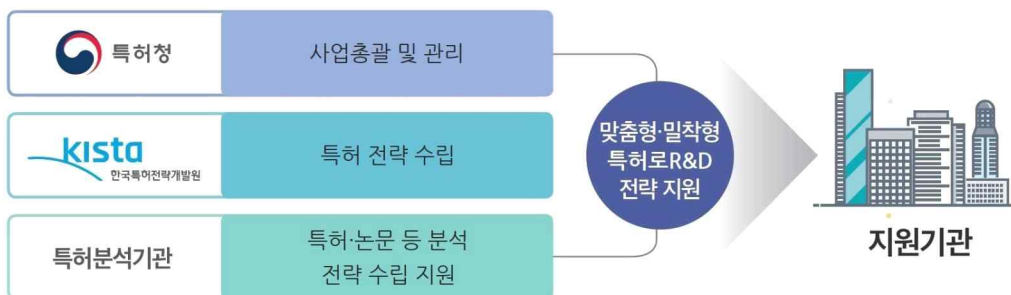 특허청
사업총괄 및 관리
kista
한국특허전략개발원
특허 전략 수립
특허분석기관
특허·논문 등 분석
전략 수립 지원
맞춤형·밀착형
특허로R&D
전략 지원
지원기관